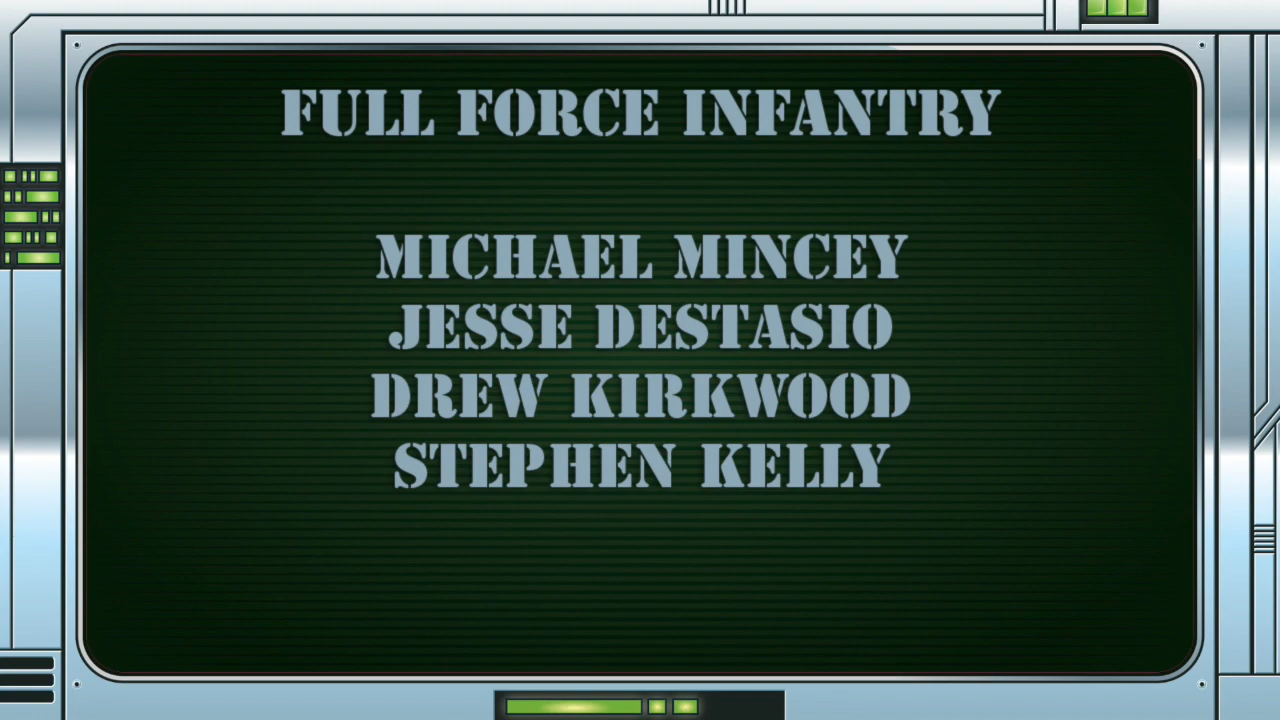 FULL FORCE INFANTRY
MICHAEL MINCEY
JESSE DESTASIO
DREW KIRKWOOD
STEPHEN KELLY